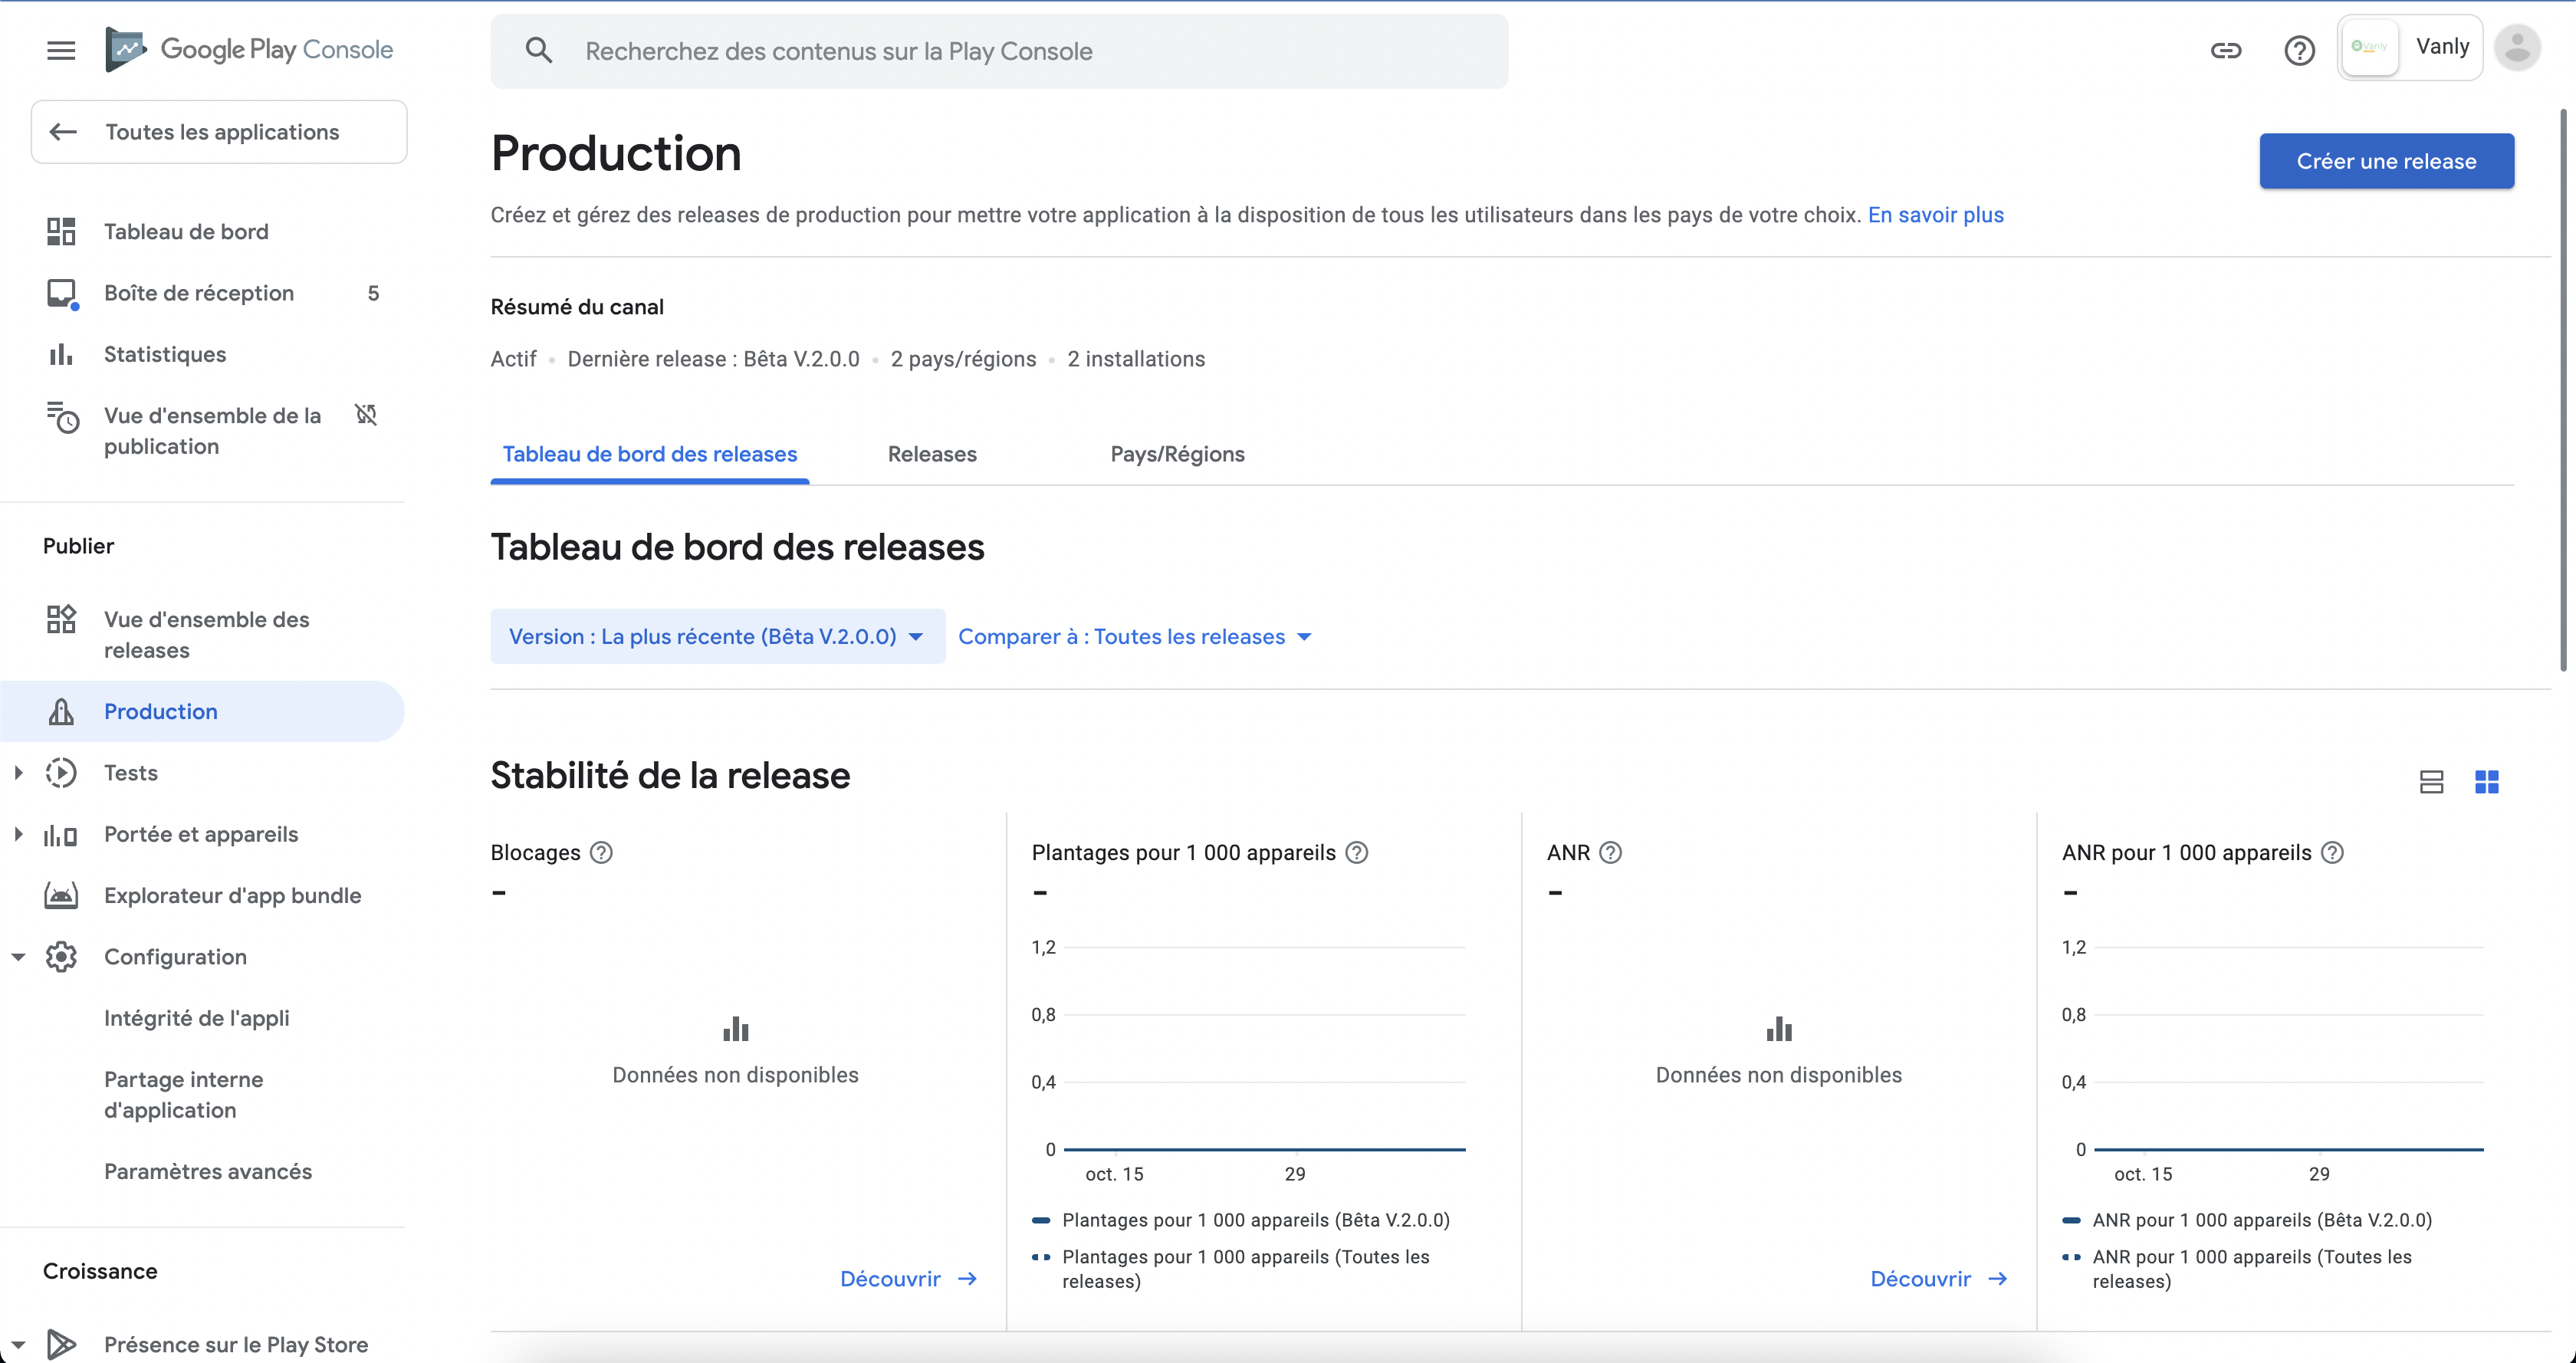 Google Play Console
Recherchez des contenus sur la Play Console
Vanly
Vanly
Toutes les applications
Tableau de bord
Boîte de réception 5
Statistiques
Vue d'ensemble de la
publication
Publier
Vue d'ensemble des
releases
Production
Tests
Portée et appareils
Explorateur d'app bundle
Configuration
Intégrité de l'appli
Partage interne
d'application
Paramètres avancés
Croissance
Présence sur le Play Store
Production
Créer une release
Créez et gérez des releases de production pour mettre votre application à la disposition de tous les utilisateurs dans les pays de votre choix. En savoir plus
Résumé du canal
Actif • Dernière release : Bêta V.2.0.0 • 2 pays/régions • 2 installations
Tableau de bord des releases Releases Pays/Régions
Tableau de bord des releases
Version : La plus récente (Bêta V.2.0.0) Comparer à : Toutes les releases
Stabilité de la release
Blocages
–
Données non disponibles
Découvrir
Plantages pour 1 000 appareils
–
1,2
0,8
0,4
0
oct. 15 29
Plantages pour 1 000 appareils (Bêta V.2.0.0)
Plantages pour 1 000 appareils (Toutes les
releases)
ANR
–
Données non disponibles
Découvrir
ANR pour 1 000 appareils
–
1,2
0,8
0,4
0
oct. 15 29
ANR pour 1 000 appareils (Bêta V.2.0.0)
ANR pour 1 000 appareils (Toutes les
releases)